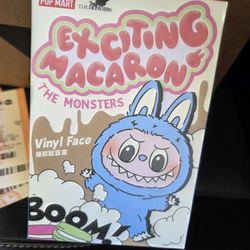 POP MART
THE MONSTERS
EXCITING
MACARON
THE MONSTERS
Vinyl Face
BOOM!